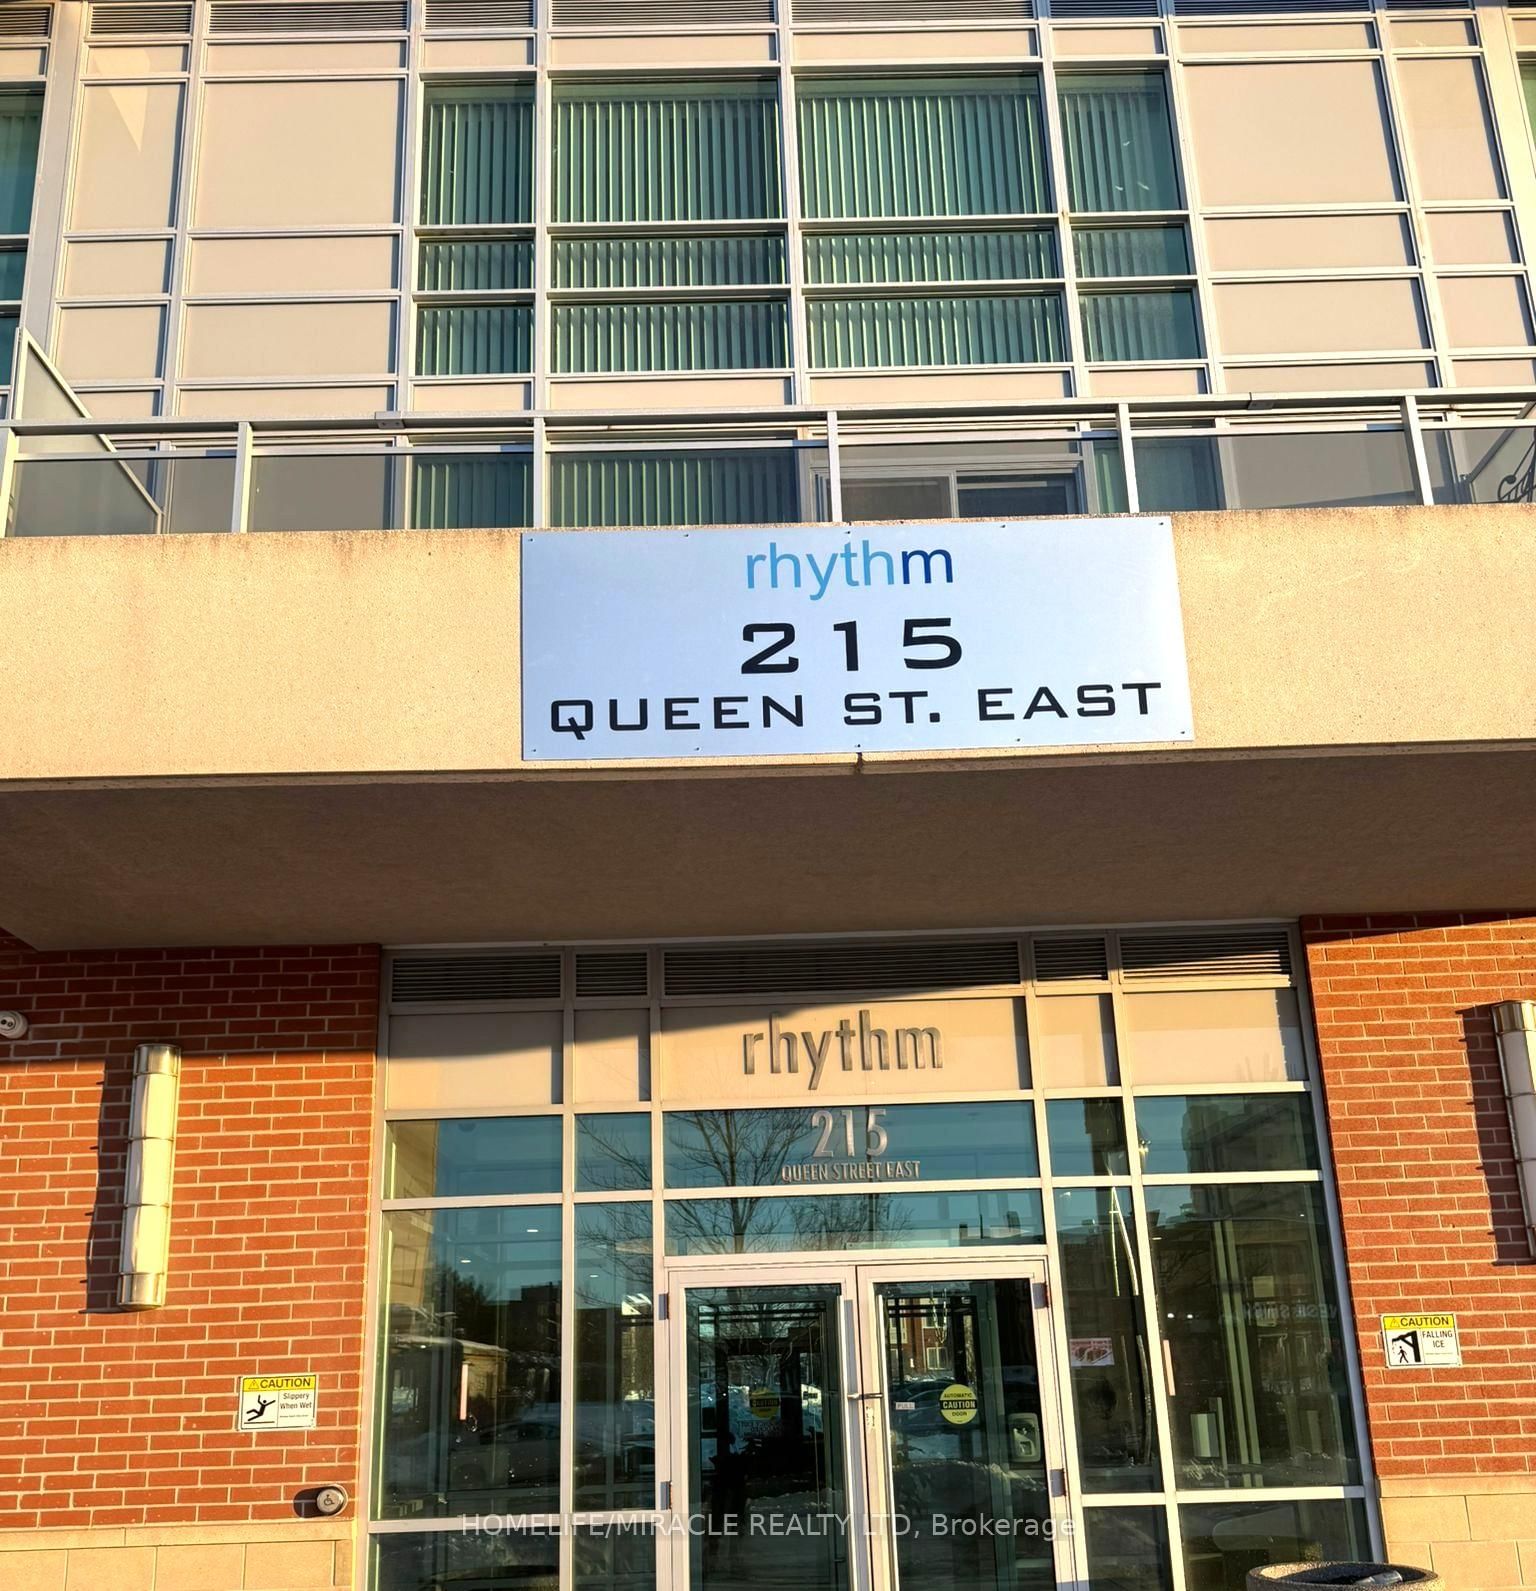 rhythm
215
QUEEN ST. EAST
rhythm
215
QUEEN STREET EAST
CAUTION
FALLING
ICE
CAUTION
Slippery
When Wet
AUTOMATIC
CAUTION
DOOR
PULL
CAUTION
HOMELIFE/MIRACLE REALTY LTD, Brokerage